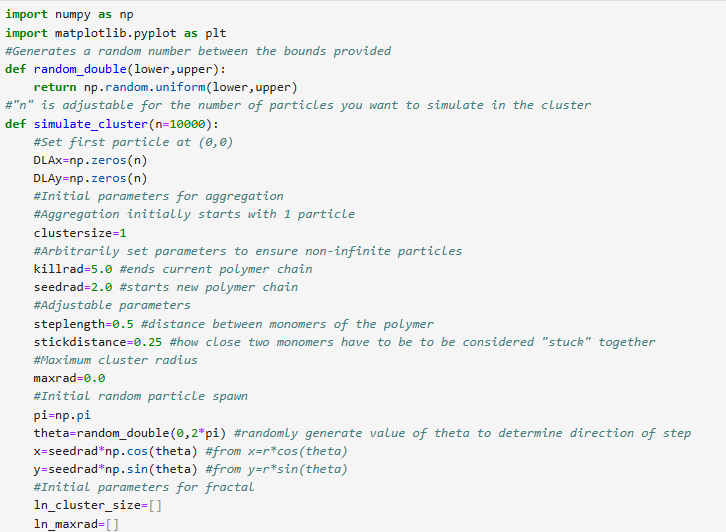 import numpy as np
import matplotlib.pyplot as plt
#Generates a random number between the bounds provided
def random_double(lower,upper):
    return np.random.uniform(lower,upper)
#"n" is adjustable for the number of particles you want to simulate in the cluster
def simulate_cluster(n=10000):
    #Set first particle at (0,0)
    DLAx=np.zeros(n)
    DLAy=np.zeros(n)
    #Initial parameters for aggregation
    #Aggregation initially starts with 1 particle
    clustersize=1
    #Arbitrarily set parameters to ensure non-infinite particles
    killrad=5.0 #ends current polymer chain
    seedrad=2.0 #starts new polymer chain
    #Adjustable parameters
    steplength=0.5 #distance between monomers of the polymer
    stickdistance=0.25 #how close two monomers have to be to be considered "stuck" together
    #Maximum cluster radius
    maxrad=0.0
    #Initial random particle spawn
    pi=np.pi
    theta=random_double(0,2*pi) #randomly generate value of theta to determine direction of step
    x=seedrad*np.cos(theta) #from x=r*cos(theta)
    y=seedrad*np.sin(theta) #from y=r*sin(theta)
    #Initial parameters for fractal
    ln_cluster_size=[]
    ln_maxrad=[]